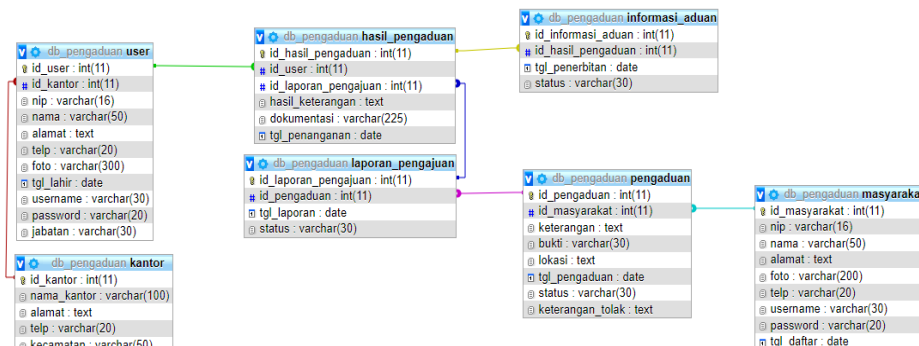 db_pengaduan user
id_user : int(11)
id_kantor : int(11)
nip : varchar(16)
nama : varchar(50)
alamat : text
telp : varchar(20)
foto : varchar(300)
tgl_lahir : date
username : varchar(30)
password : varchar(20)
jabatan : varchar(30)
db_pengaduan kantor
id_kantor : int(11)
nama_kantor : varchar(100)
alamat : text
telp : varchar(20)
kecamatan : varchar(50)
db_pengaduan hasil_pengaduan
id_hasil_pengaduan : int(11)
id_user : int(11)
id_laporan_pengajuan : int(11)
hasil_keterangan : text
dokumentasi : varchar(225)
tgl_penanganan : date
db_pengaduan laporan_pengajuan
id_laporan_pengajuan : int(11)
id_pengaduan : int(11)
tgl_laporan : date
status : varchar(30)
db_pengaduan informasi_aduan
id_informasi_aduan : int(11)
id_hasil_pengaduan : int(11)
tgl_penerbitan : date
status : varchar(30)
db_pengaduan pengaduan
id_pengaduan : int(11)
id_masyarakat : int(11)
keterangan : text
bukti : varchar(30)
lokasi : text
tgl_pengaduan : date
status : varchar(30)
keterangan_tolak : text
db_pengaduan masyaraka
id_masyarakat : int(11)
nip : varchar(16)
nama : varchar(50)
alamat : text
foto : varchar(200)
telp : varchar(20)
username : varchar(30)
password : varchar(20)
tgl_daftar : date